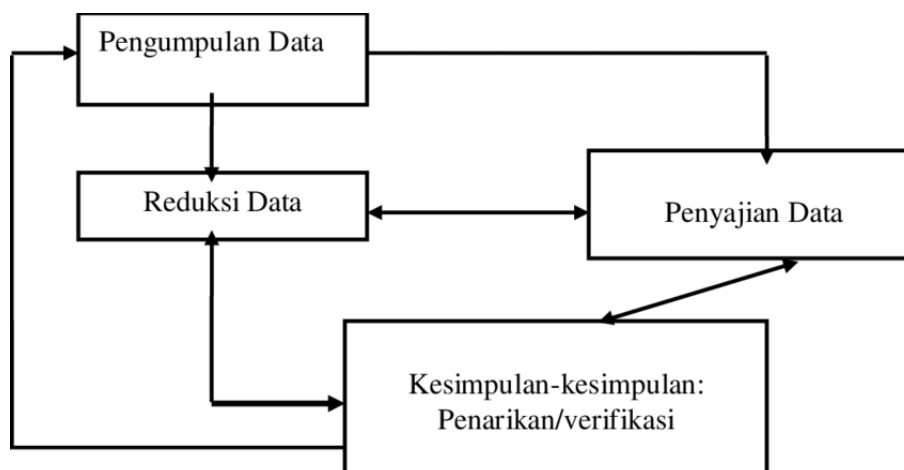 Pengumpulan Data
Reduksi Data
Penyajian Data
Kesimpulan-kesimpulan:
Penarikan/verifikasi